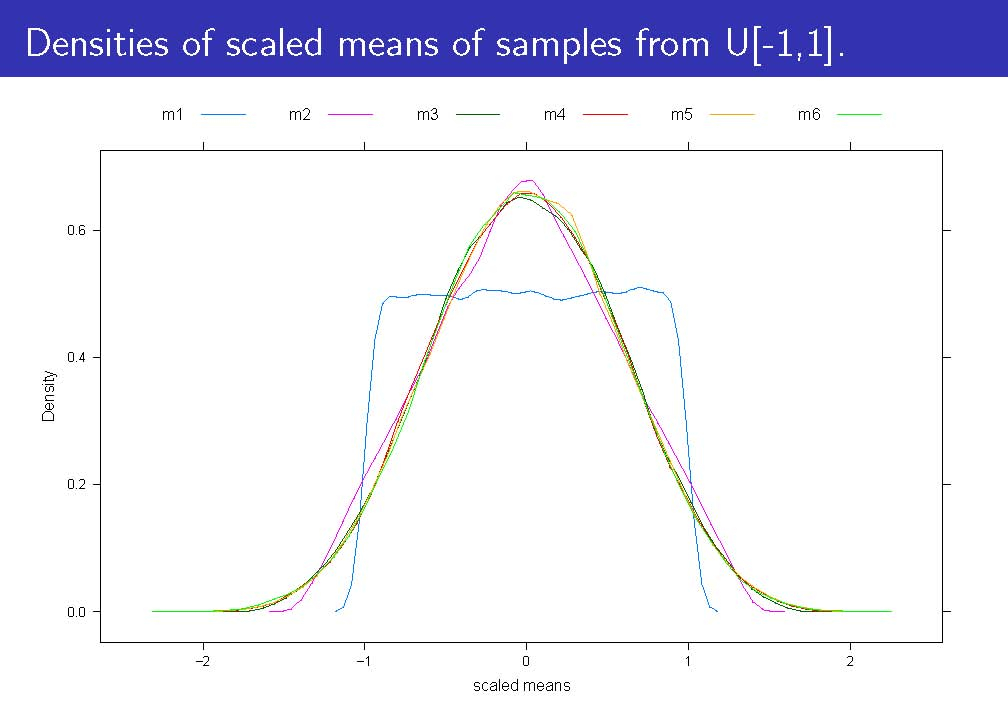 Densities of scaled means of samples from U[-1,1].
m1 m2 m3 m4 m5 m6
0.6
0.4
0.2
0.0
Density
−2 −1 0 1 2
scaled means